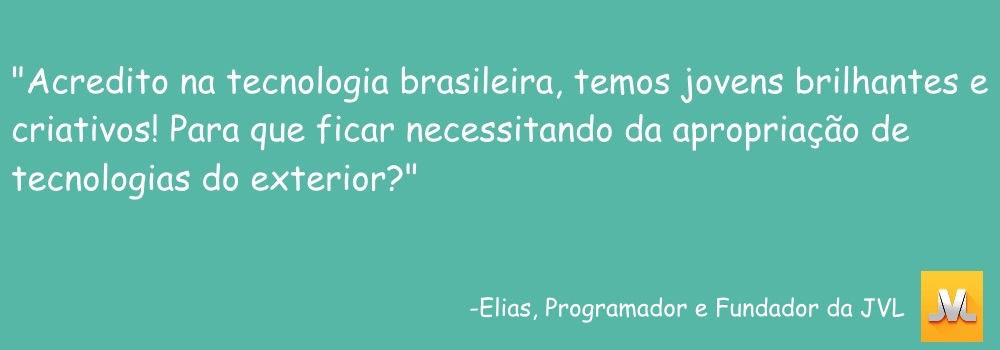 "Acredito na tecnologia brasileira, temos jovens brilhantes e
criativos! Para que ficar necessitando da apropriação de
tecnologias do exterior?"
-Elias, Programador e Fundador da JVL
JVL